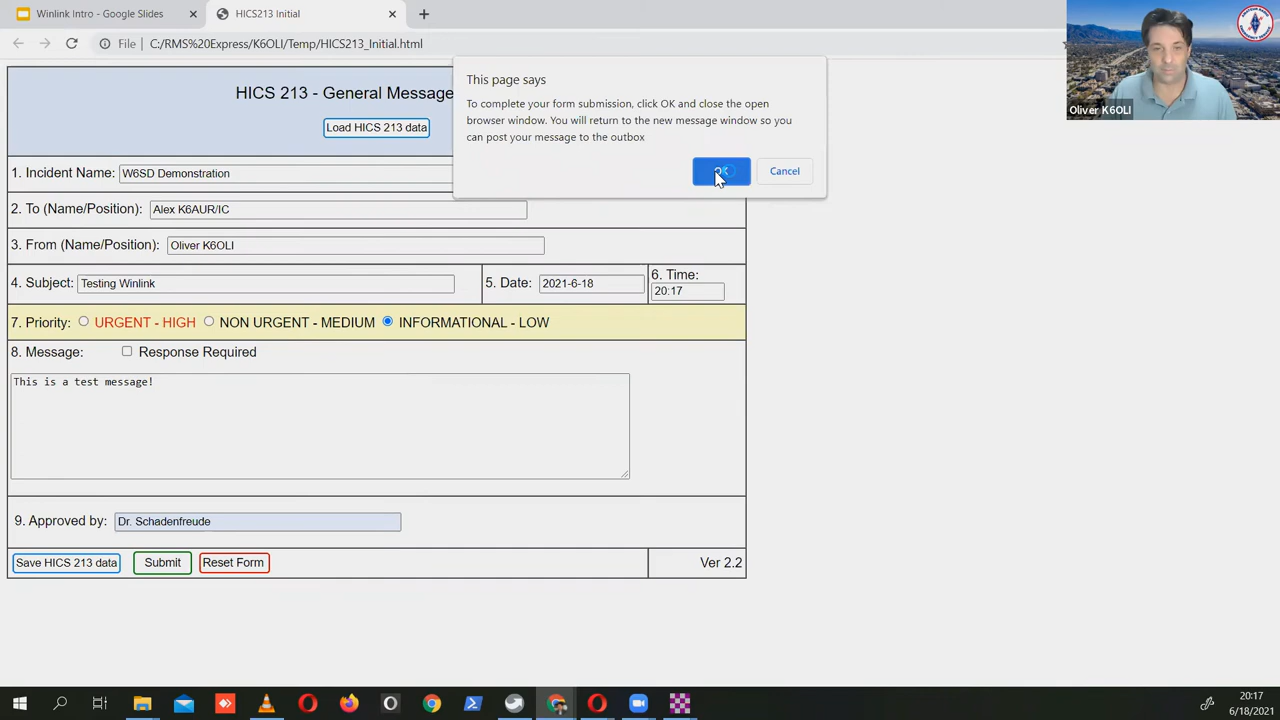 Winlink Intro - Google Slides
HICS213 Initial
File
C:/RMS%20Express/K6OLI/Temp/HICS213_Initial.html
This page says
To complete your form submission, click OK and close the open
browser window. You will return to the new message window so you
can post your message to the outbox
OK
Cancel
Oliver K6OLI
HICS 213 - General Message
Load HICS 213 data
1. Incident Name: W6SD Demonstration
2. To (Name/Position): Alex K6AUR/IC
3. From (Name/Position): Oliver K6OLI
4. Subject: Testing Winlink
5. Date: 2021-6-18
6. Time:
20:17
7. Priority: URGENT - HIGH NON URGENT - MEDIUM INFORMATIONAL - LOW
8. Message: Response Required
This is a test message!
9. Approved by: Dr. Schadenfreude
Save HICS 213 data
Submit
Reset Form
Ver 2.2
20:17
6/18/2021